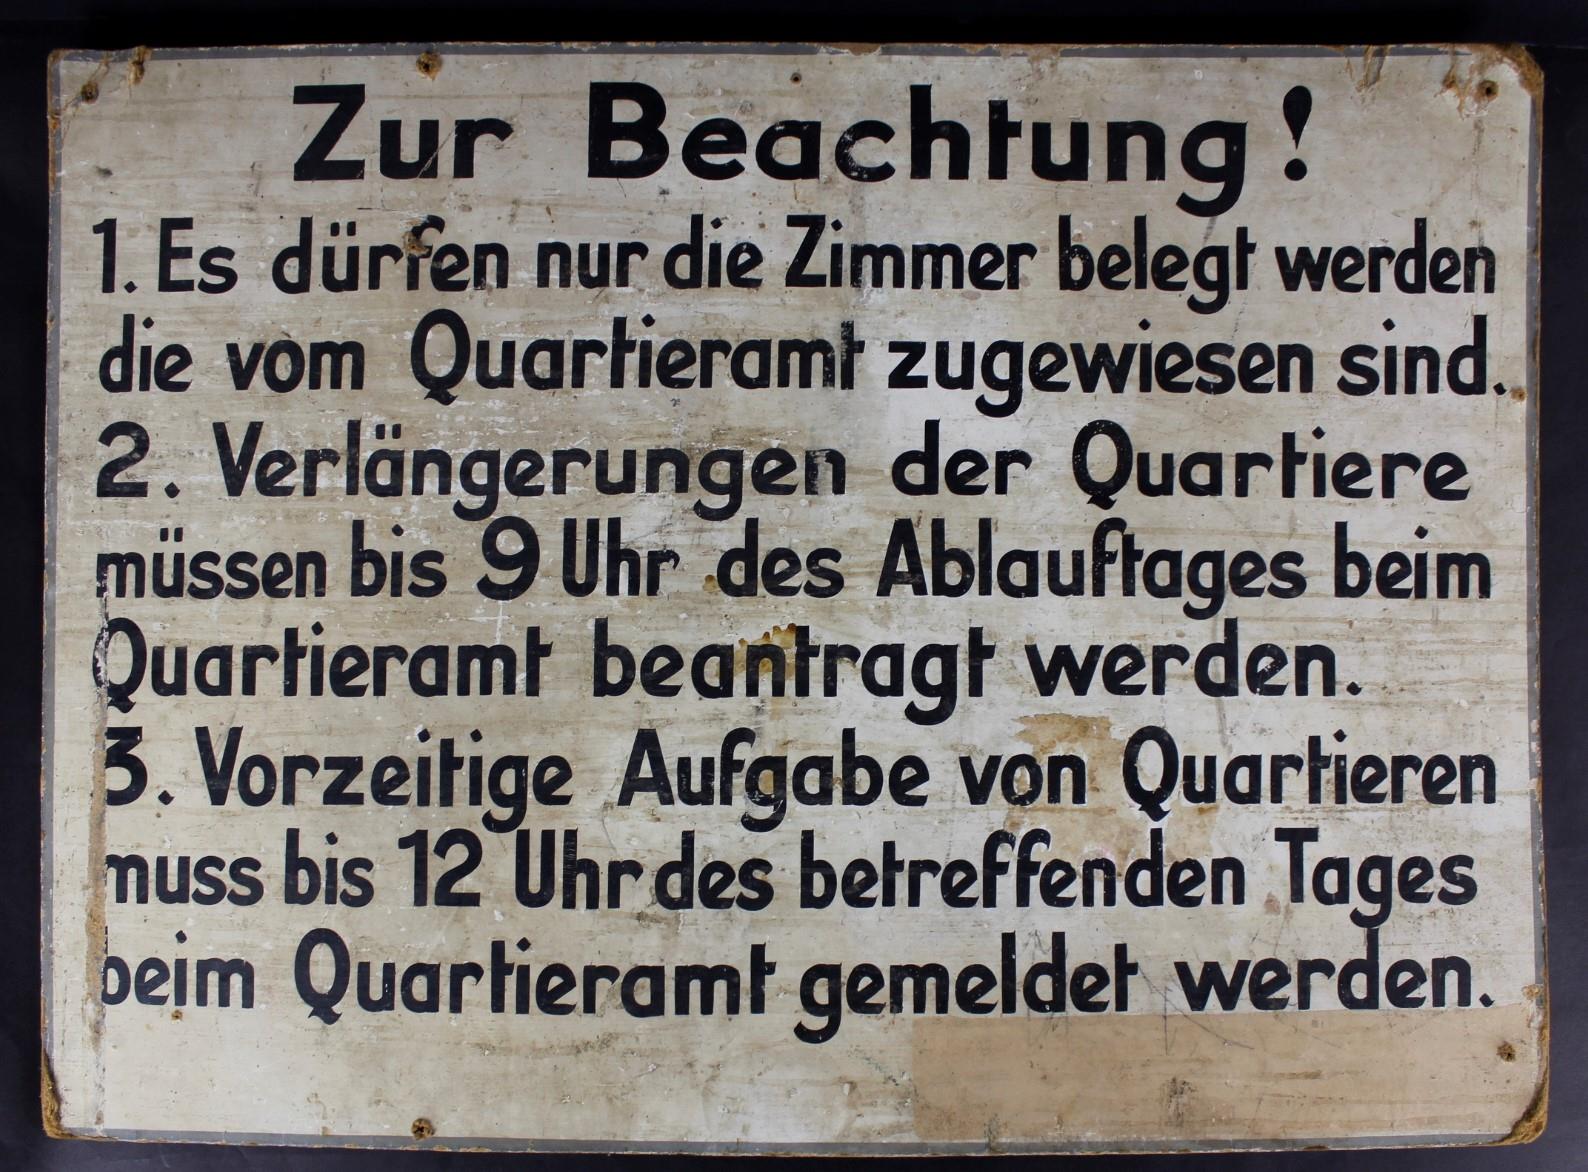 Zur Beachtung!
1. Es dürfen nur die Zimmer belegt werden
die vom Quartieramt zugewiesen sind.
2. Verlängerungen der Quartiere
müssen bis 9 Uhr des Ablauftages beim
Quartieramt beantragt werden.
3. Vorzeitige Aufgabe von Quartieren
muss bis 12 Uhr des betreffenden Tages
beim Quartieramt gemeldet werden.